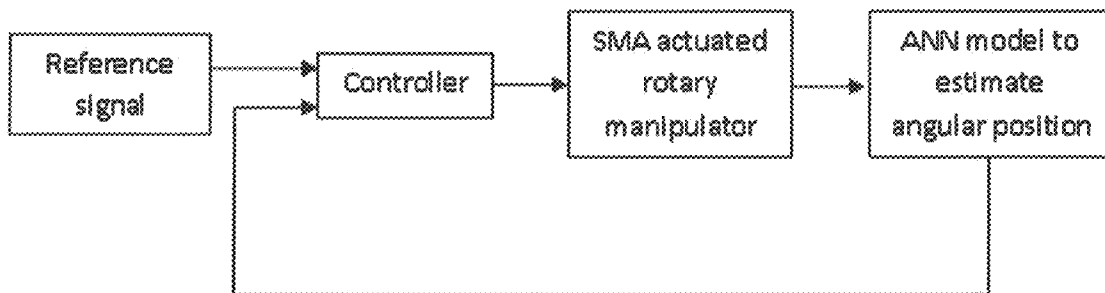 Reference
signal
Controller
SMA actuated
rotary
manipulator
ANN model to
estimate
angular position